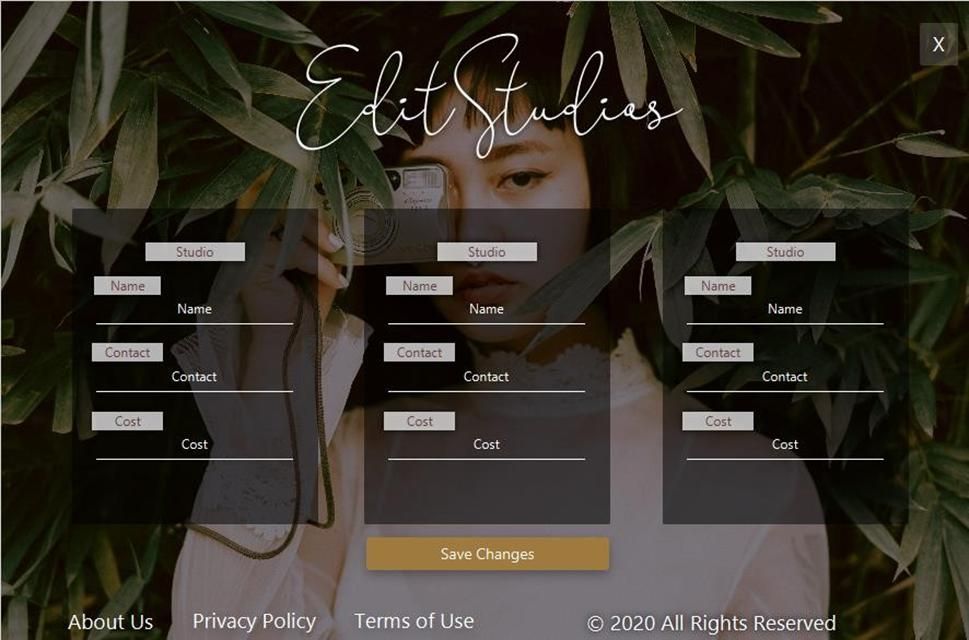 X
Edit Studios
Studio
Name
Name
Contact
Contact
Cost
Cost
Studio
Name
Name
Contact
Contact
Cost
Cost
Studio
Name
Name
Contact
Contact
Cost
Cost
Save Changes
About Us Privacy Policy Terms of Use © 2020 All Rights Reserved